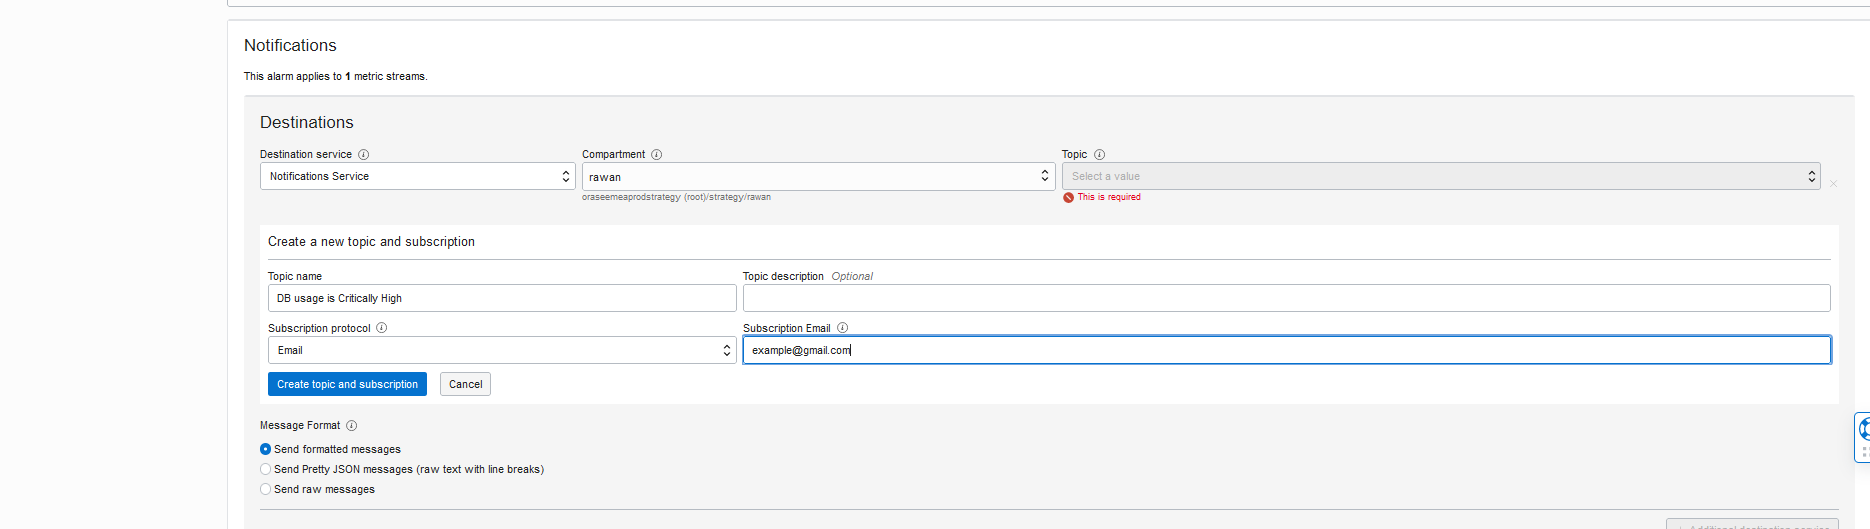 Notifications
This alarm applies to 1 metric streams.
Destinations
Destination service Compartment Topic
Notifications Service rawan Select a value
oraseemeaprodstrategy (root)/strategy/rawan This is required
Create a new topic and subscription
Topic name Topic description Optional
DB usage is Critically High
Subscription protocol Subscription Email
Email example@gmail.com
Create topic and subscription Cancel
Message Format
Send formatted messages
Send Pretty JSON messages (raw text with line breaks)
Send raw messages
+ Additional destination service